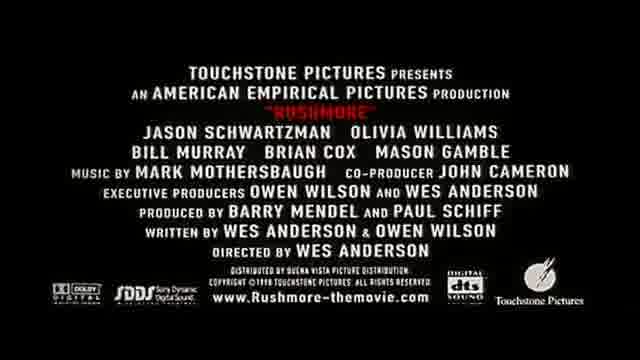 TOUCHSTONE PICTURES PRESENTS
AN AMERICAN EMPIRICAL PICTURES PRODUCTION
"RUSHMORE"
JASON SCHWARTZMAN OLIVIA WILLIAMS
BILL MURRAY BRIAN COX MASON GAMBLE
MUSIC BY MARK MOTHERSBAUGH CO-PRODUCER JOHN CAMERON
EXECUTIVE PRODUCERS OWEN WILSON AND WES ANDERSON
PRODUCED BY BARRY MENDEL AND PAUL SCHIFF
WRITTEN BY WES ANDERSON & OWEN WILSON
DIRECTED BY WES ANDERSON
DISTRIBUTED BY BUENA VISTA PICTURE DISTRIBUTION.
COPYRIGHT ©1998 TOUCHSTONE PICTURES. ALL RIGHTS RESERVED.
www.Rushmore-themovie.com
DOLBY DIGITAL
SDDS Sony Dynamic Digital Sound
DIGITAL dts SOUND
Touchstone Pictures